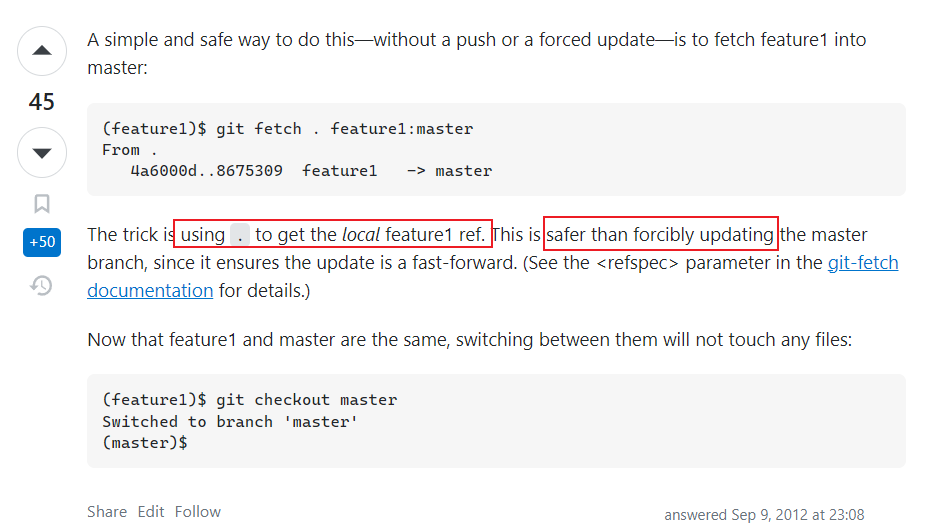 A simple and safe way to do this—without a push or a forced update—is to fetch feature1 into
master:
45
(feature1)$ git fetch . feature1:master
From .
   4a6000d..8675309  feature1   -> master
+50
The trick is using . to get the local feature1 ref. This is safer than forcibly updating the master
branch, since it ensures the update is a fast-forward. (See the <refspec> parameter in the git-fetch
documentation for details.)
Now that feature1 and master are the same, switching between them will not touch any files:
(feature1)$ git checkout master
Switched to branch 'master'
(master)$
Share Edit Follow
answered Sep 9, 2012 at 23:08